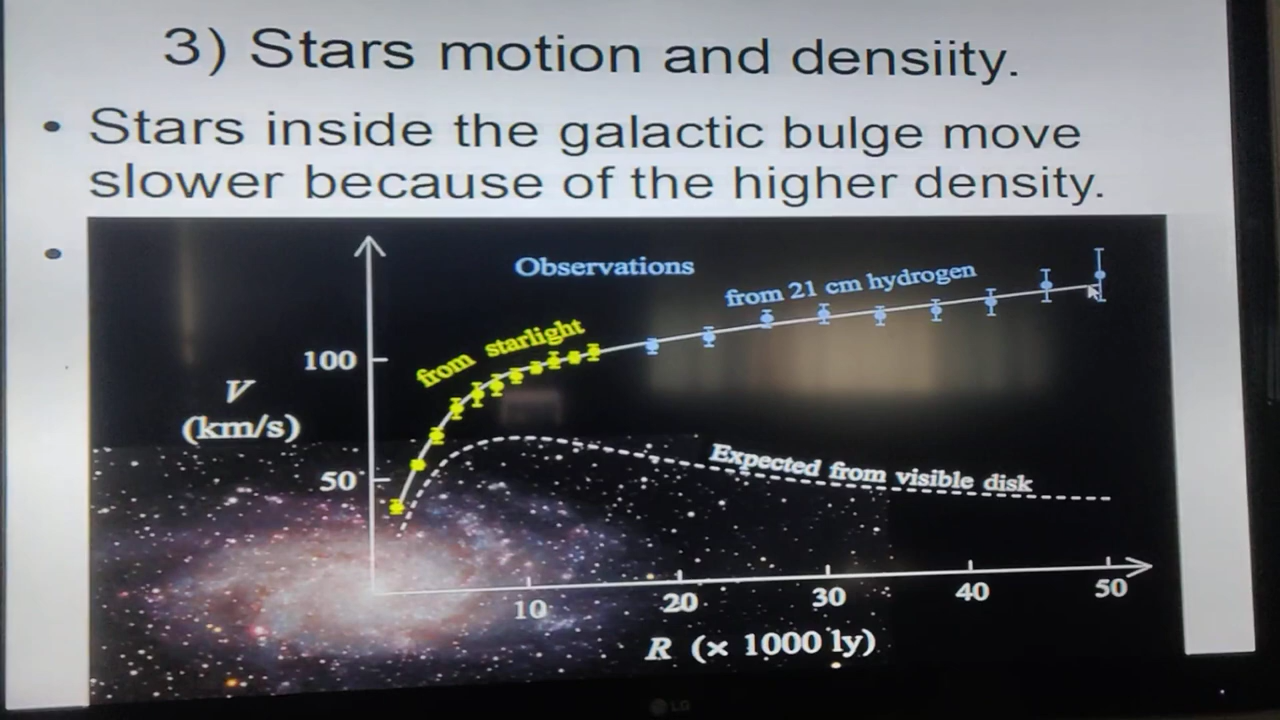 3) Stars motion and densiity.
• Stars inside the galactic bulge move
slower because of the higher density.
•
Observations
from 21 cm hydrogen
from starlight
100
V
(km/s)
50
Expected from visible disk
10
20
30
40
50
R (× 1000 ly)
LG